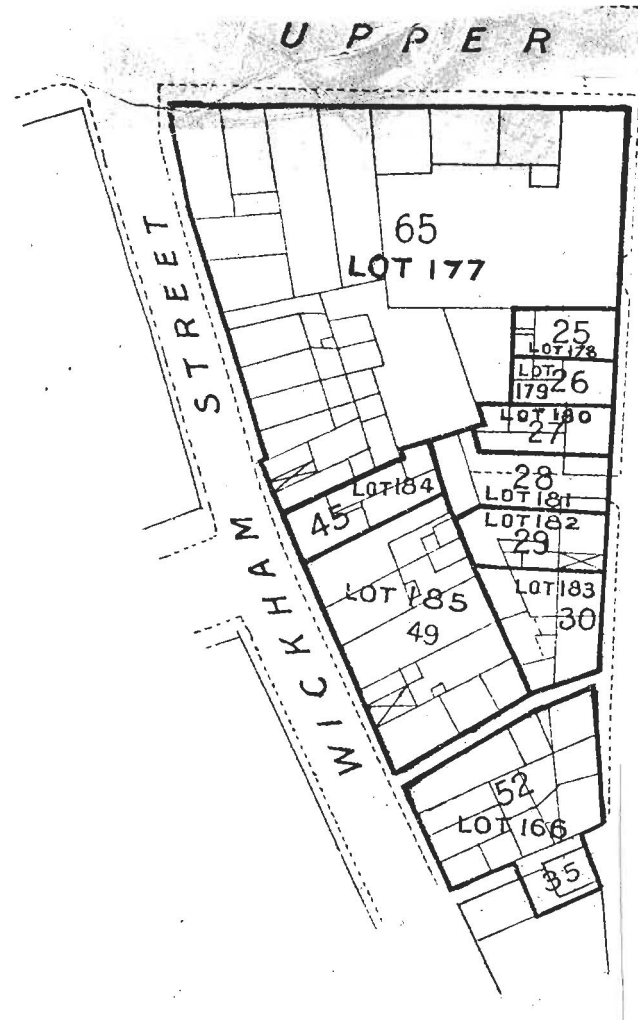 UPPER
65
LOT 177
25
LOT 178
LOT
179
26
LOT 180
27
28
LOT 181
LOT 182
29
LOT 183
30
LOT 184
45
LOT 185
49
52
LOT 166
35
WICKHAM STREET